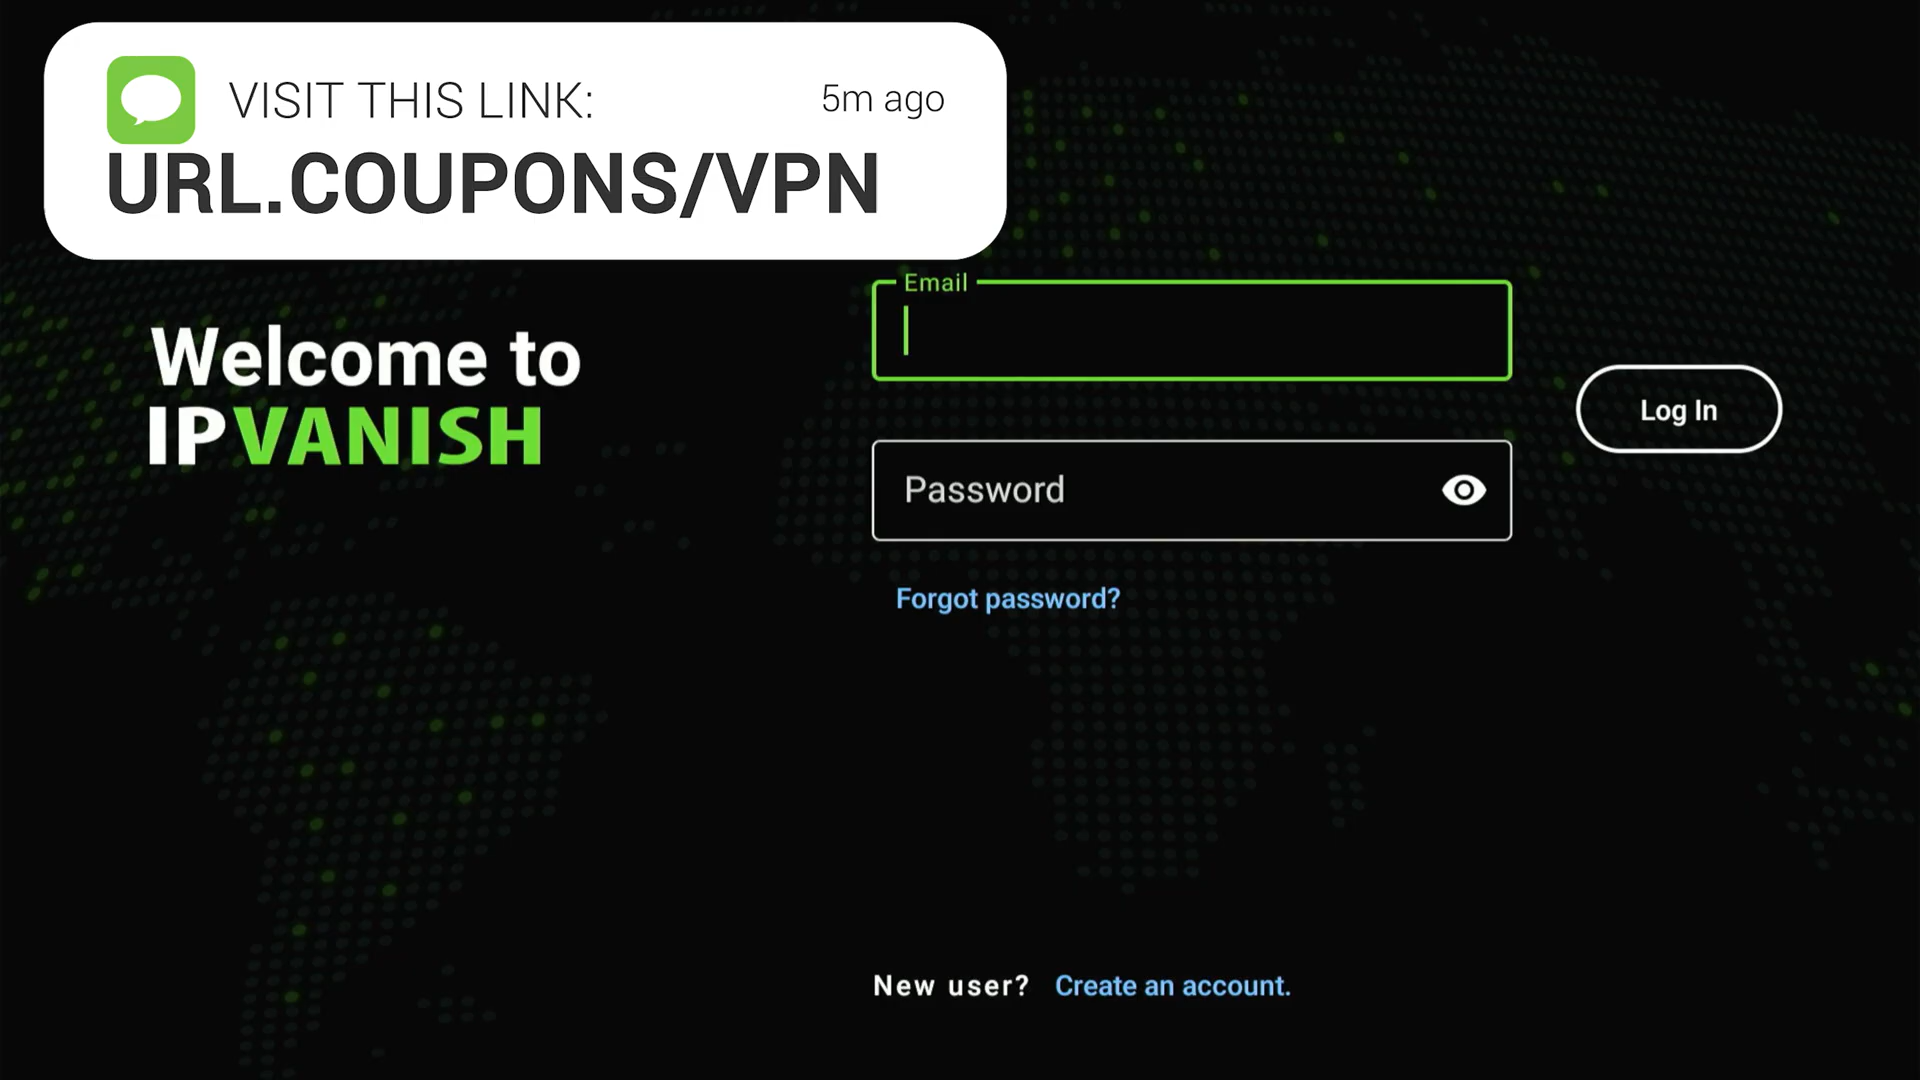 VISIT THIS LINK:
5m ago
URL.COUPONS/VPN
Welcome to
IPVANISH
Email
Password
Log In
Forgot password?
New user? Create an account.